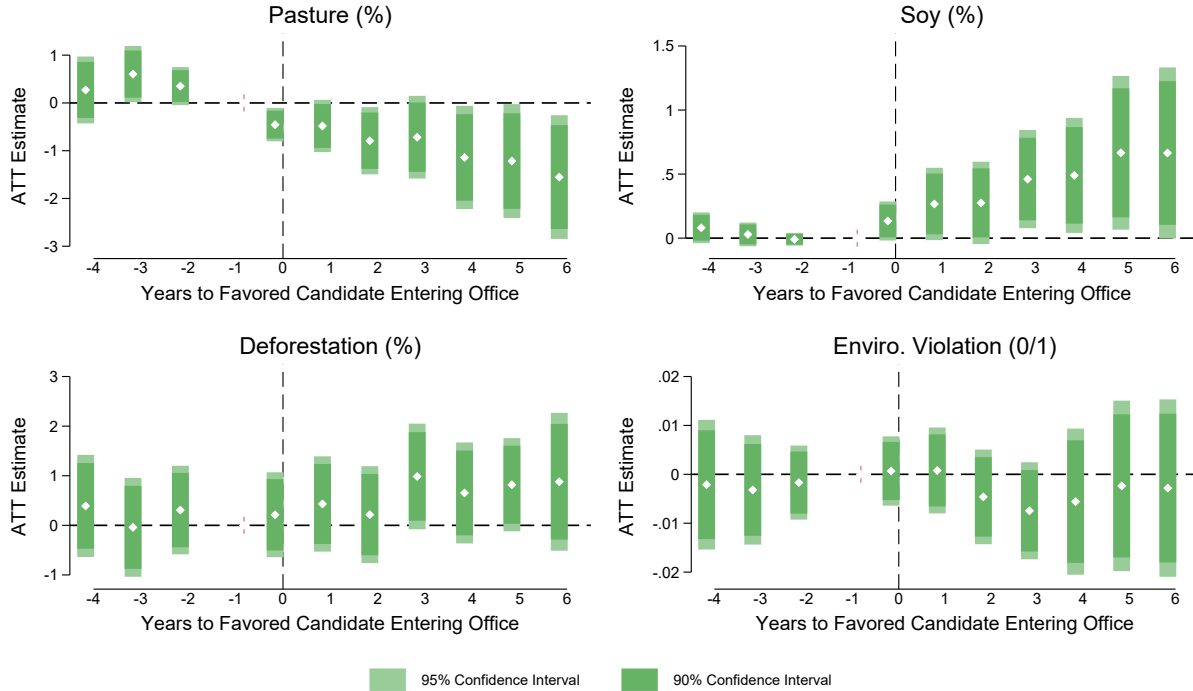 Pasture (%)
ATT Estimate
1
0
-1
-2
-3
-4 -3 -2 -1 0 1 2 3 4 5 6
Years to Favored Candidate Entering Office
Soy (%)
ATT Estimate
1.5
1
.5
0
-4 -3 -2 -1 0 1 2 3 4 5 6
Years to Favored Candidate Entering Office
Deforestation (%)
ATT Estimate
3
2
1
0
-1
-4 -3 -2 -1 0 1 2 3 4 5 6
Years to Favored Candidate Entering Office
Enviro. Violation (0/1)
ATT Estimate
.02
.01
0
-.01
-.02
-4 -3 -2 -1 0 1 2 3 4 5 6
Years to Favored Candidate Entering Office
95% Confidence Interval
90% Confidence Interval